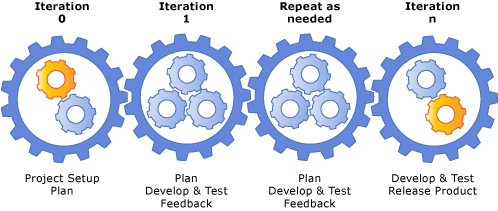 Iteration
0
Iteration
1
Repeat as
needed
Iteration
n
Project Setup
Plan
Plan
Develop & Test
Feedback
Plan
Develop & Test
Feedback
Develop & Test
Release Product